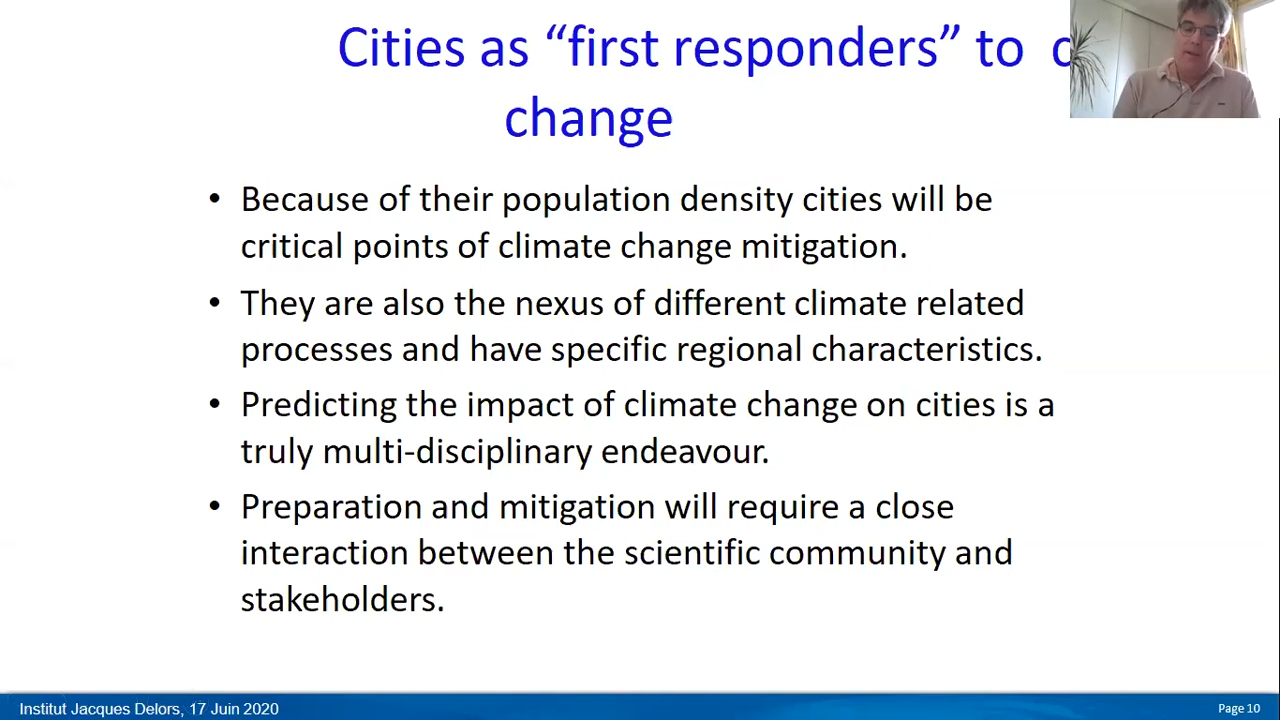 Cities as “first responders” to
change
• Because of their population density cities will be
critical points of climate change mitigation.
• They are also the nexus of different climate related
processes and have specific regional characteristics.
• Predicting the impact of climate change on cities is a
truly multi-disciplinary endeavour.
• Preparation and mitigation will require a close
interaction between the scientific community and
stakeholders.
Institut Jacques Delors, 17 Juin 2020
Page 10